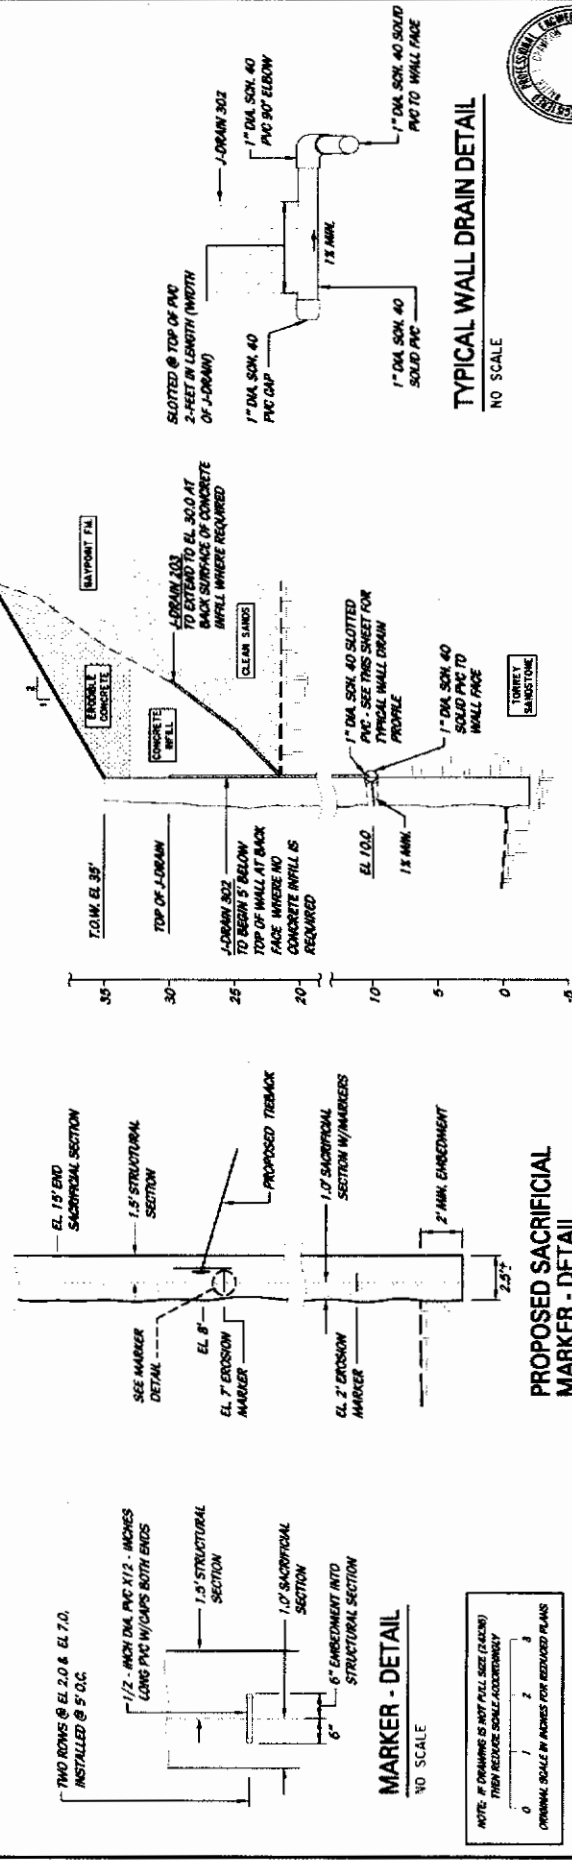 TWO ROWS @ EL 2.0 & EL 7.0,
INSTALLED @ 5' O.C.
1/2 - INCH DIA. PVC X12 - INCHES
LONG PVC W/CAPS BOTH ENDS
1.5' STRUCTURAL
SECTION
1.0' SACRIFICIAL
SECTION
6" EMBEDMENT INTO
STRUCTURAL SECTION
6"
MARKER - DETAIL
NO SCALE
NOTE: IF DRAWING IS NOT FULL SIZE (24X36)
THEN REDUCE SCALE ACCORDINGLY
0 1 2 3
ORIGINAL SCALE IN INCHES FOR REDUCED PLANS
EL. 15' END
SACRIFICIAL SECTION
1.5' STRUCTURAL
SECTION
SEE MARKER
DETAIL
EL. 8'
EL. 7' EROSION
MARKER
PROPOSED TIEBACK
1.0' SACRIFICIAL
SECTION W/MARKERS
EL. 2' EROSION
MARKER
2' MIN. EMBEDMENT
2.5'±
PROPOSED SACRIFICIAL
MARKER - DETAIL
35
30
25
20
10
5
0
-5
T.O.W. EL 35'
TOP OF J-DRAIN
J-DRAIN 302
TO BEGIN 5' BELOW
TOP OF WALL AT BACK
FACE WHERE NO
CONCRETE INFILL IS
REQUIRED
EL 10.0
1% MIN.
2
1
ERODIBLE
CONCRETE
CONCRETE
INFILL
BAYPOINT FM.
J-DRAIN 203
TO EXTEND TO EL 30.0 AT
BACK SURFACE OF CONCRETE
INFILL WHERE REQUIRED
CLEAN SANDS
1" DIA. SCH. 40 SLOTTED
PVC - SEE THIS SHEET FOR
TYPICAL WALL DRAIN
PROFILE
1" DIA. SCH. 40
SOLID PVC TO
WALL FACE
TORREY
SANDSTONE
SLOTTED @ TOP OF PVC
2-FEET IN LENGTH (WIDTH
OF J-DRAIN)
1" DIA. SCH. 40
PVC CAP
1" DIA. SCH. 40
SOLID PVC
J-DRAIN 302
1" DIA. SCH. 40
PVC 90° ELBOW
1% MIN.
1" DIA. SCH. 40 SOLID
PVC TO WALL FACE
TYPICAL WALL DRAIN DETAIL
NO SCALE
PROFESSIONAL